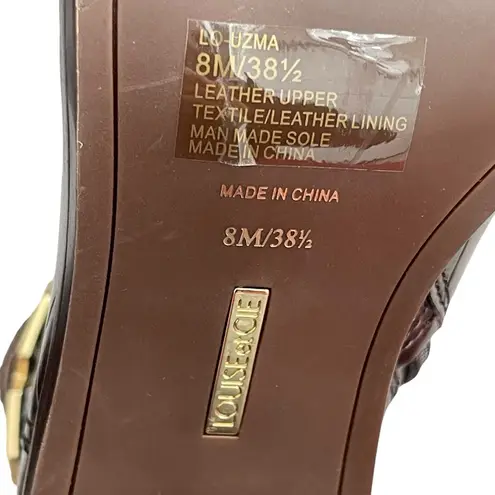 LO-UZMA
8M/38½
LEATHER UPPER
TEXTILE/LEATHER LINING
MAN MADE SOLE
MADE IN CHINA
MADE IN CHINA
8M/38½
LOUISE et CIE